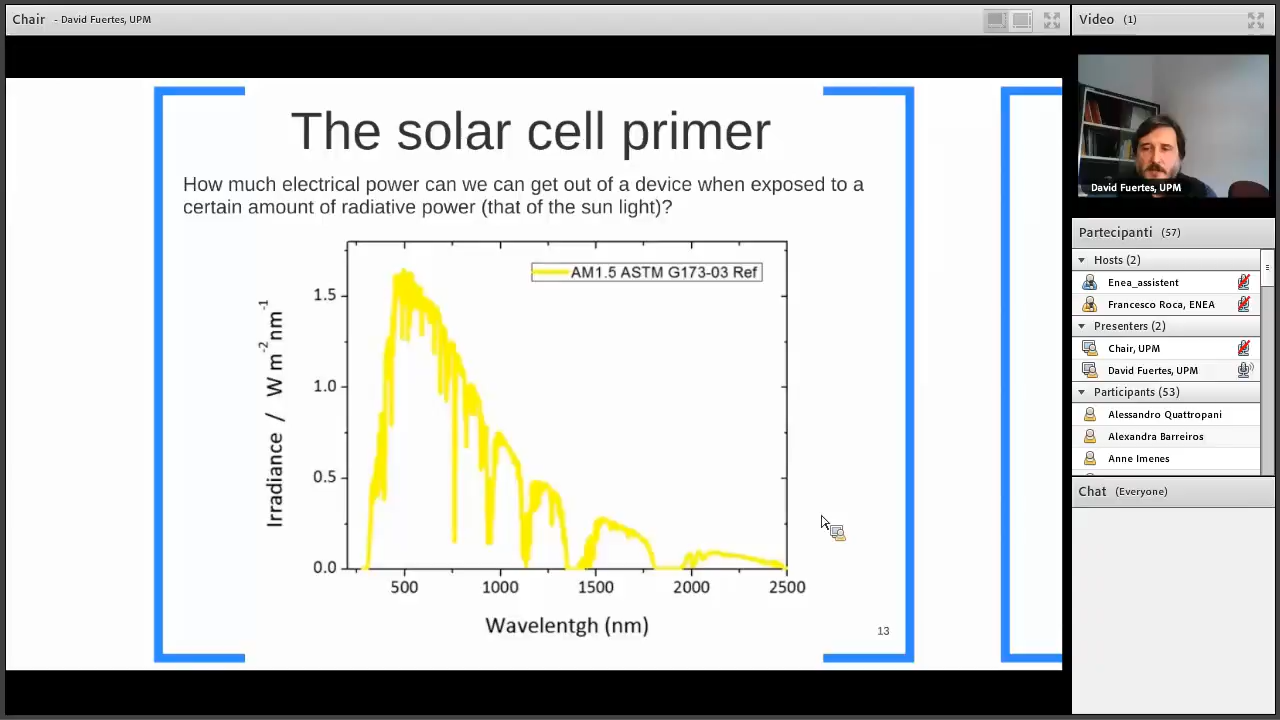 Chair - David Fuertes, UPM
The solar cell primer
How much electrical power can we can get out of a device when exposed to a
certain amount of radiative power (that of the sun light)?
AM1.5 ASTM G173-03 Ref
Irradiance / W m-2 nm-1
1.5
1.0
0.5
0.0
500 1000 1500 2000 2500
Wavelentgh (nm)
13
Video (1)
David Fuertes, UPM
Partecipanti (57)
Hosts (2)
Enea_assistent
Francesco Roca, ENEA
Presenters (2)
Chair, UPM
David Fuertes, UPM
Participants (53)
Alessandro Quattropani
Alexandra Barreiros
Anne Imenes
Chat (Everyone)